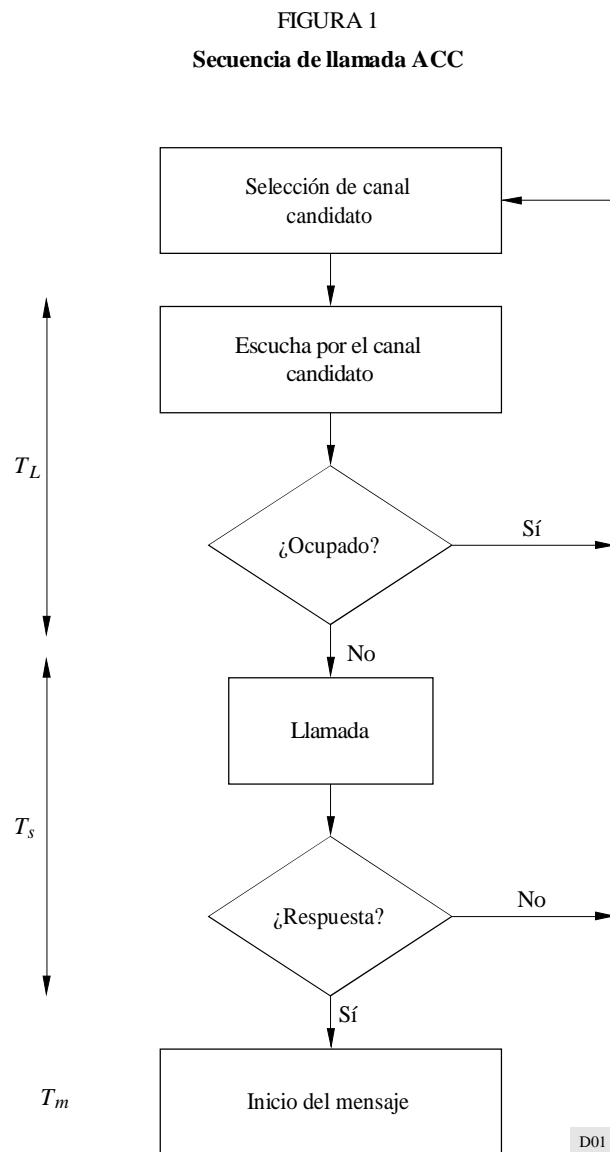 FIGURA 1
Secuencia de llamada ACC
Selección de canal
candidato
Escucha por el canal
candidato
T_L
¿Ocupado?
Sí
No
Llamada
T_s
¿Respuesta?
No
Sí
T_m
Inicio del mensaje
D01